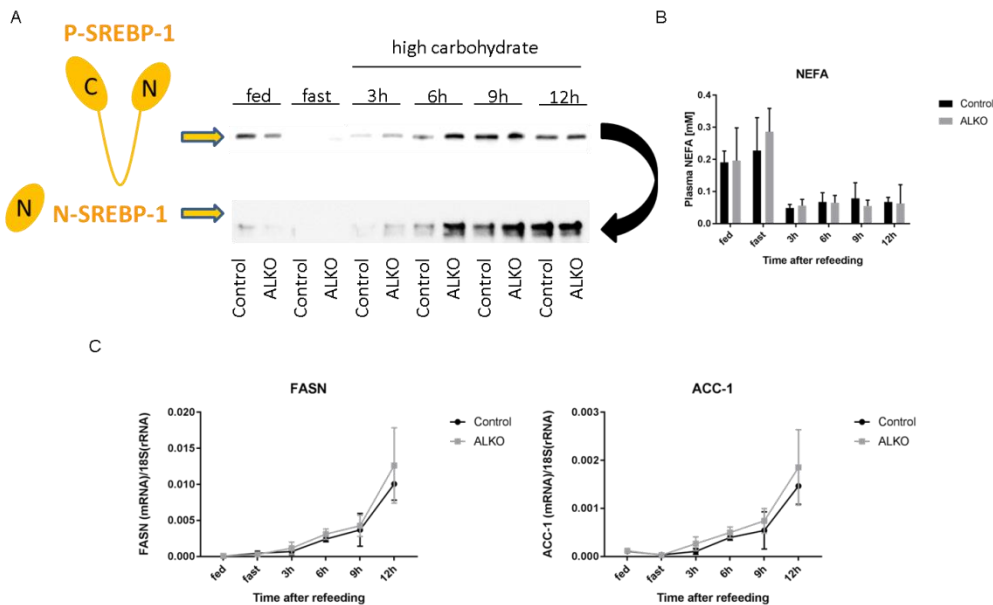 A
P-SREBP-1
C N
N N-SREBP-1
high carbohydrate
fed fast 3h 6h 9h 12h
Control ALKO Control ALKO Control ALKO Control ALKO Control ALKO Control ALKO
B
NEFA
Plasma NEFA [mM]
0.4
0.3
0.2
0.1
0.0
fed fast 3h 6h 9h 12h
Time after refeeding
Control
ALKO
C
FASN
FASN (mRNA)/18S(rRNA)
0.020
0.015
0.010
0.005
0.000
fed fast 3h 6h 9h 12h
Time after refeeding
Control
ALKO
ACC-1
ACC-1 (mRNA)/18S(rRNA)
0.003
0.002
0.001
0.000
fed fast 3h 6h 9h 12h
Time after refeeding
Control
ALKO